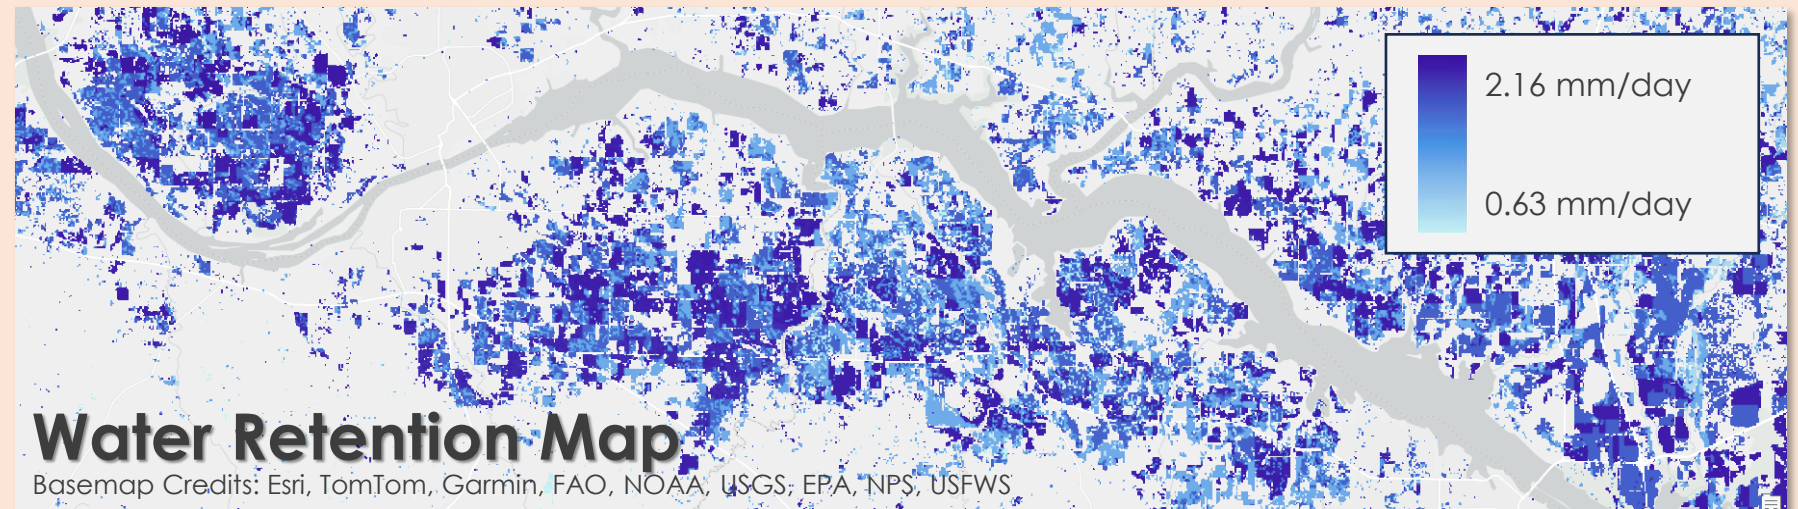 2.16 mm/day
0.63 mm/day
Water Retention Map
Basemap Credits: Esri, TomTom, Garmin, FAO, NOAA, USGS, EPA, NPS, USFWS